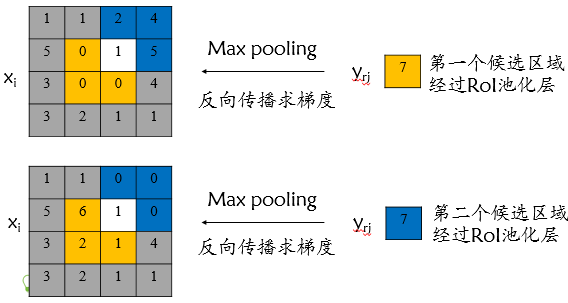 1 1 2 4
5 0 1 5
3 0 0 4
3 2 1 1
xi
Max pooling
反向传播求梯度
yrj
7
第一个候选区域
经过RoI池化层
1 1 0 0
5 6 1 0
3 2 1 4
3 2 1 1
xi
Max pooling
反向传播求梯度
yrj
7
第二个候选区域
经过RoI池化层